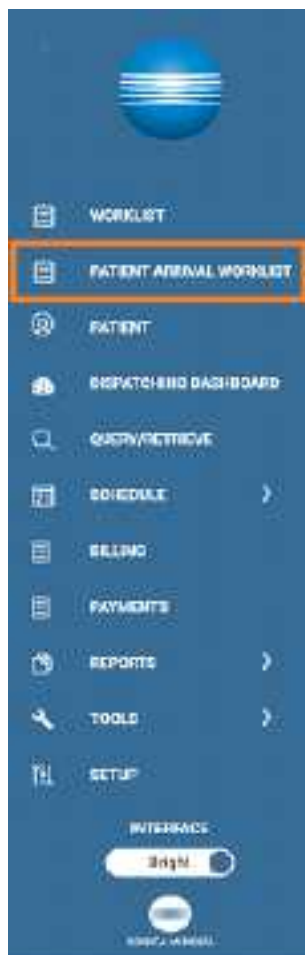 WORKLIST
PATIENT ARRIVAL WORKLIST
PATIENT
DISPATCHING DASHBOARD
QUERY/RETRIEVE
SCHEDULE
BILLING
PAYMENTS
REPORTS
TOOLS
SETUP
INTERFACE
Bright
KONICA MINOLTA